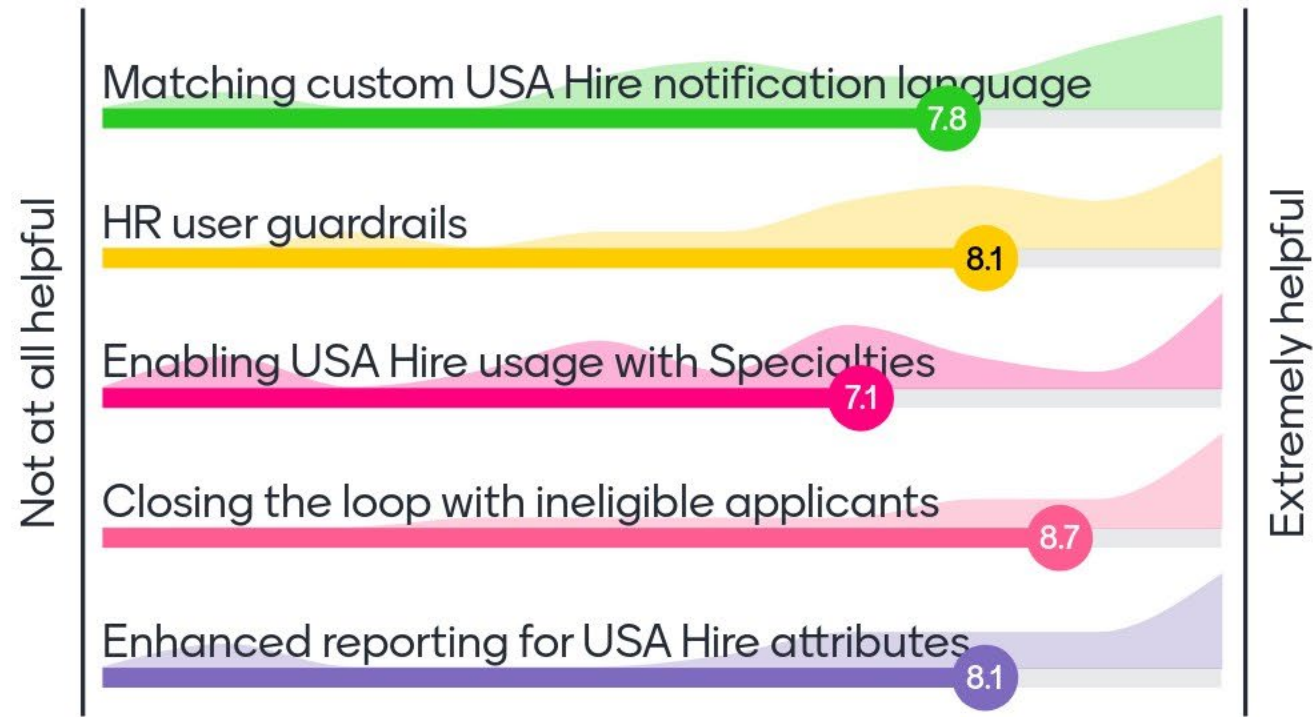 Not at all helpful
Matching custom USA Hire notification language
7.8
HR user guardrails
8.1
Enabling USA Hire usage with Specialties
7.1
Closing the loop with ineligible applicants
8.7
Enhanced reporting for USA Hire attributes
8.1
Extremely helpful